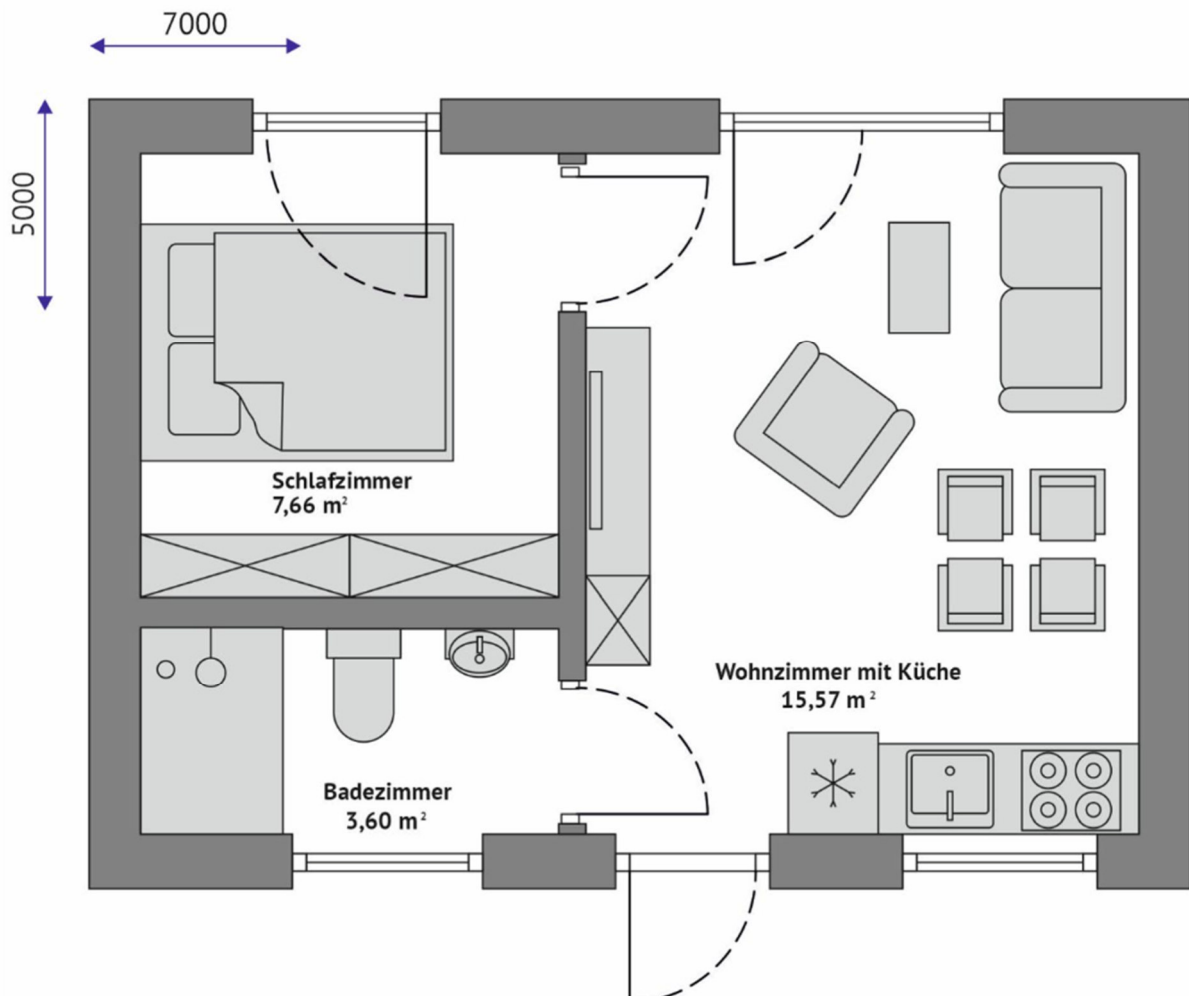 7000
5000
Schlafzimmer
7,66 m²
Wohnzimmer mit Küche
15,57 m²
Badezimmer
3,60 m²